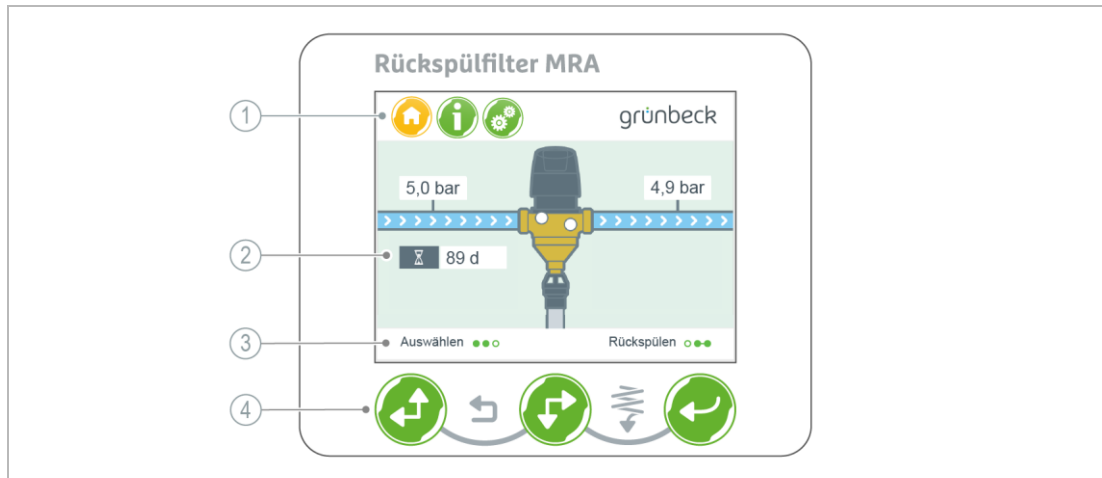 Rückspülfilter MRA
1
grünbeck
5,0 bar
4,9 bar
2
89 d
3
Auswählen
Rückspülen
4